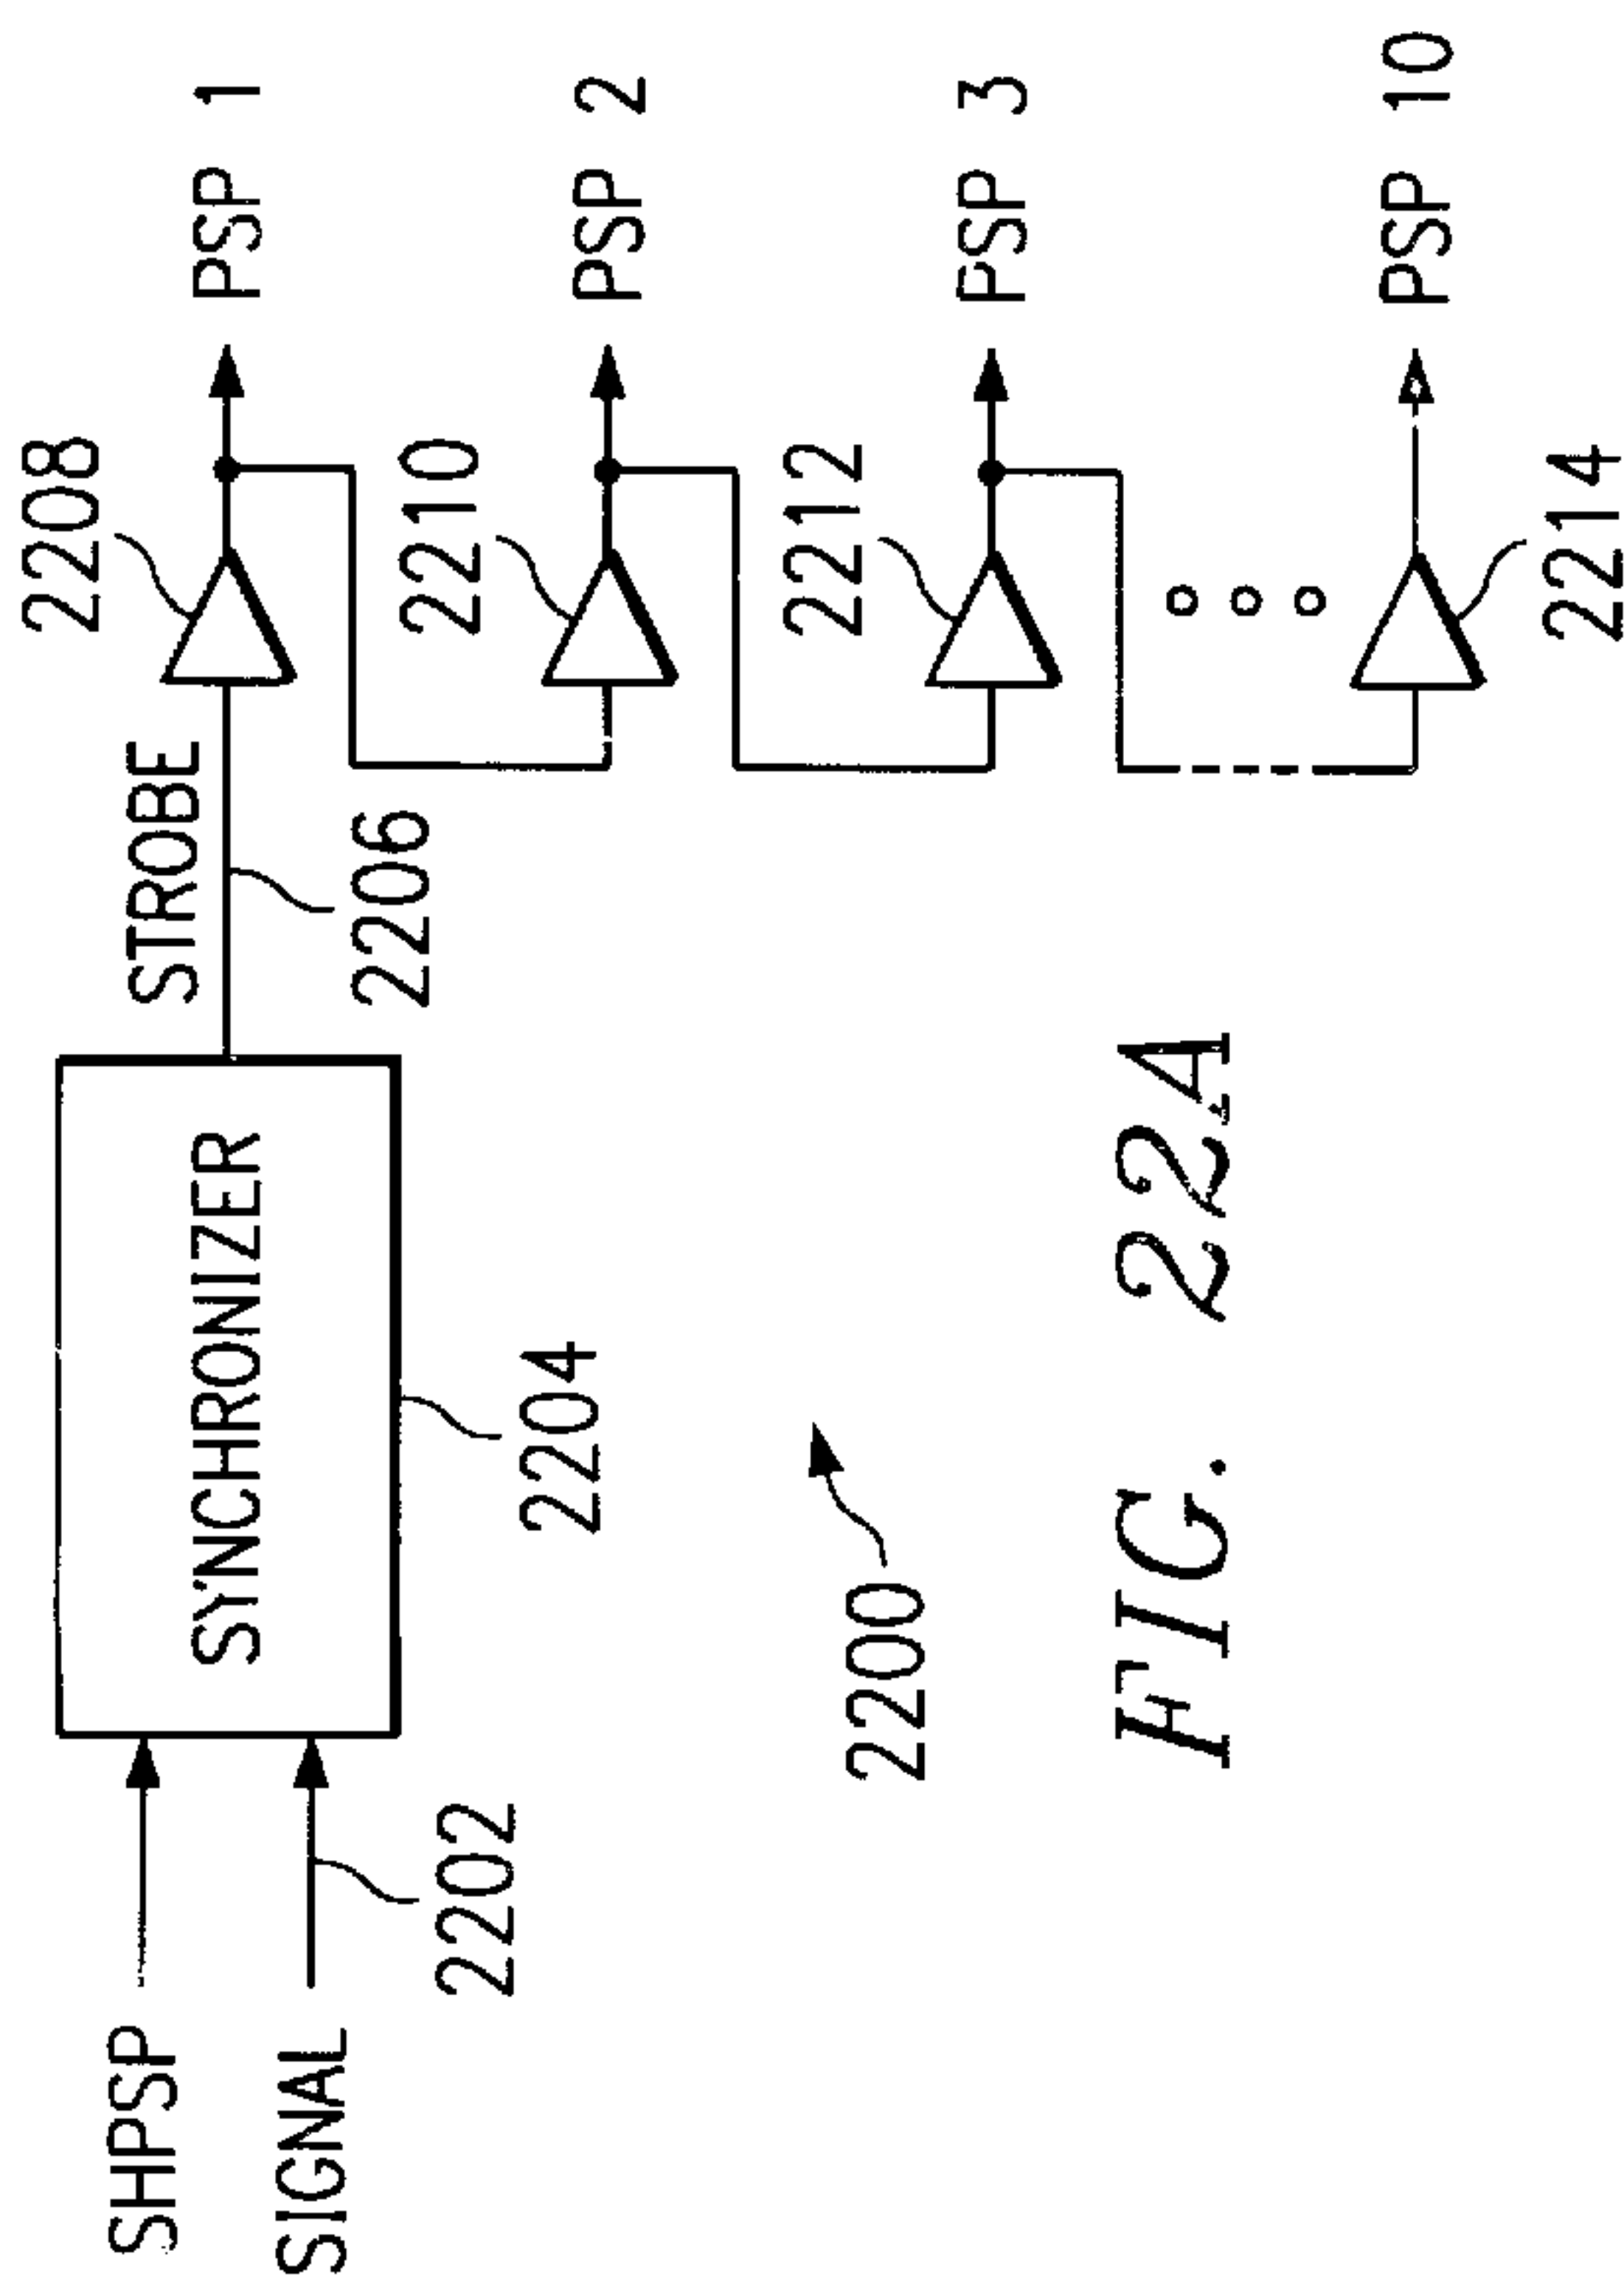 SHPSP
SIGNAL
2202
SYNCHRONIZER
2204
STROBE
2206
2208
PSP 1
2210
PSP 2
2212
PSP 3
2214
PSP 10
2200
FIG. 22A